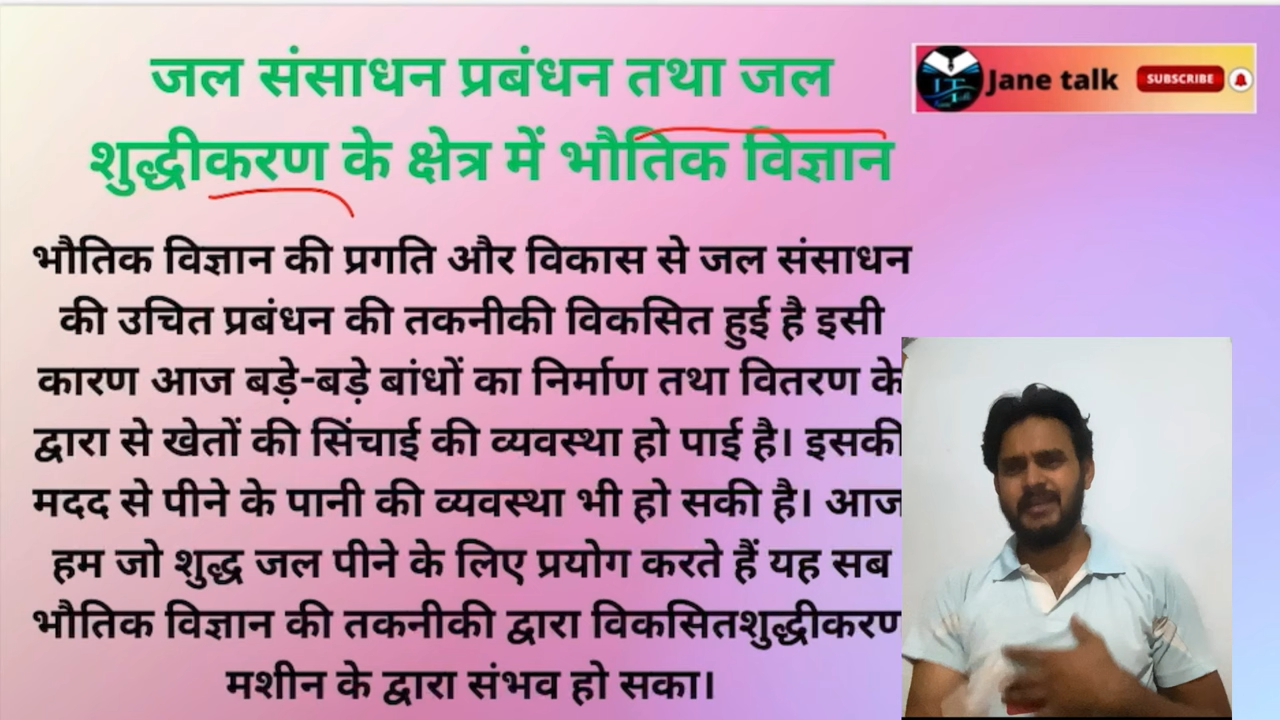 जल संसाधन प्रबंधन तथा जल
शुद्धीकरण के क्षेत्र में भौतिक विज्ञान
Jane talk
SUBSCRIBE
भौतिक विज्ञान की प्रगति और विकास से जल संसाधन
की उचित प्रबंधन की तकनीकी विकसित हुई है इसी
कारण आज बड़े-बड़े बांधों का निर्माण तथा वितरण के
द्वारा से खेतों की सिंचाई की व्यवस्था हो पाई है। इसकी
मदद से पीने के पानी की व्यवस्था भी हो सकी है। आज
हम जो शुद्ध जल पीने के लिए प्रयोग करते हैं यह सब
भौतिक विज्ञान की तकनीकी द्वारा विकसितशुद्धीकरण
मशीन के द्वारा संभव हो सका।